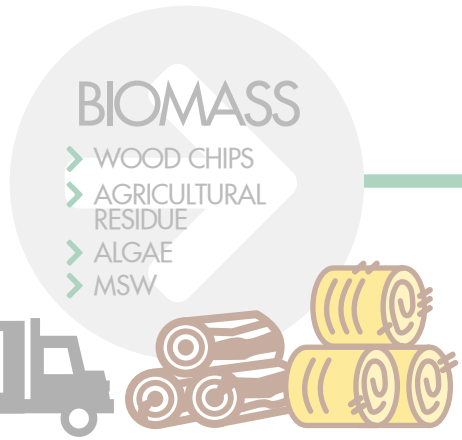 BIOMASS
WOOD CHIPS
AGRICULTURAL
RESIDUE
ALGAE
MSW